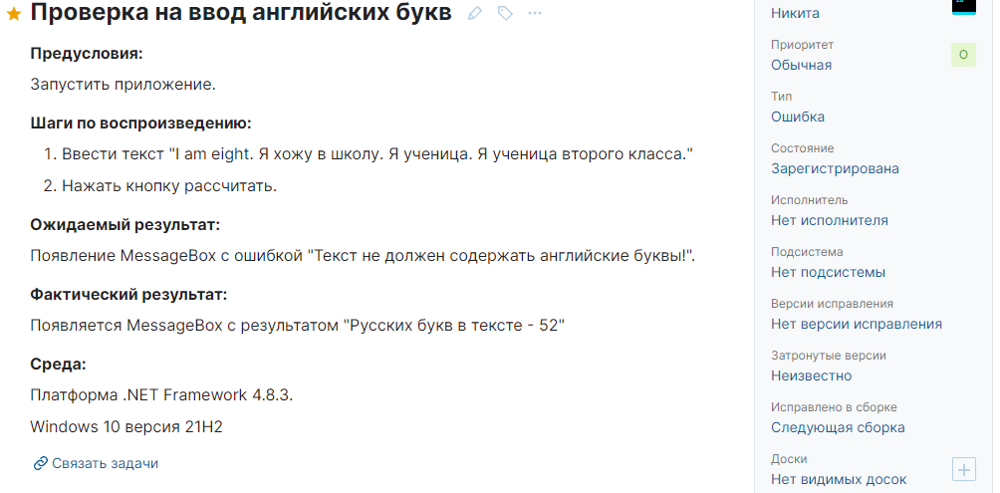 Проверка на ввод английских букв
Предусловия:
Запустить приложение.
Шаги по воспроизведению:
1. Ввести текст "I am eight. Я хожу в школу. Я ученица. Я ученица второго класса."
2. Нажать кнопку рассчитать.
Ожидаемый результат:
Появление MessageBox с ошибкой "Текст не должен содержать английские буквы!".
Фактический результат:
Появляется MessageBox с результатом "Русских букв в тексте - 52"
Среда:
Платформа .NET Framework 4.8.3.
Windows 10 версия 21H2
Связать задачи
Никита
Приоритет
Обычная
О
Тип
Ошибка
Состояние
Зарегистрирована
Исполнитель
Нет исполнителя
Подсистема
Нет подсистемы
Версии исправления
Нет версии исправления
Затронутые версии
Неизвестно
Исправлено в сборке
Следующая сборка
Доски
Нет видимых досок